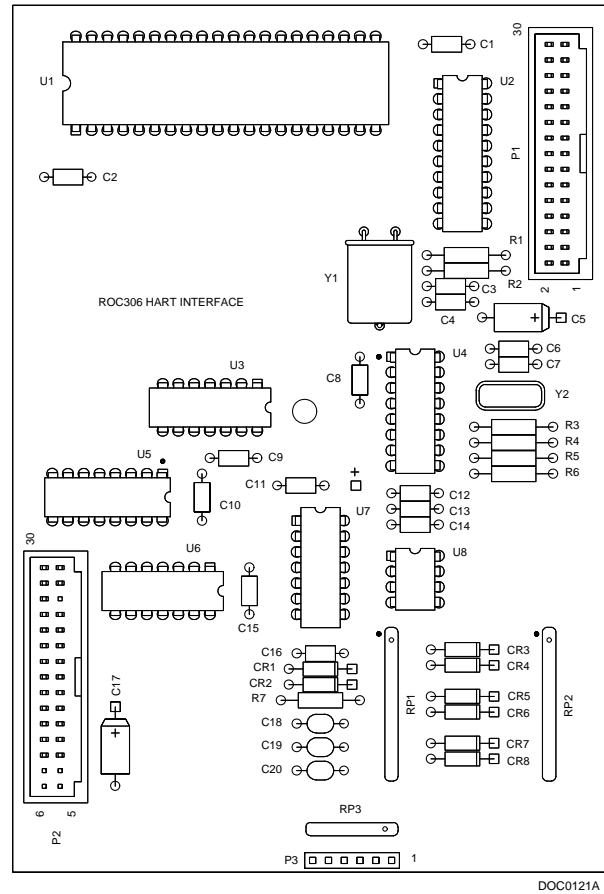 30
C1
U1
U2
P1
C2
R1
R2
Y1
C3
C4
2 1
ROC306 HART INTERFACE
+
C5
C6
C7
U4
U3
C8
Y2
R3
R4
R5
R6
U5
C9
+
C11
C10
C12
C13
C14
U7
30
U6
U8
C15
C16
CR1
CR2
R7
CR3
CR4
CR5
CR6
CR7
CR8
RP1
RP2
C17
+
C18
C19
C20
6 5
P2
RP3
P3
1
DOC0121A